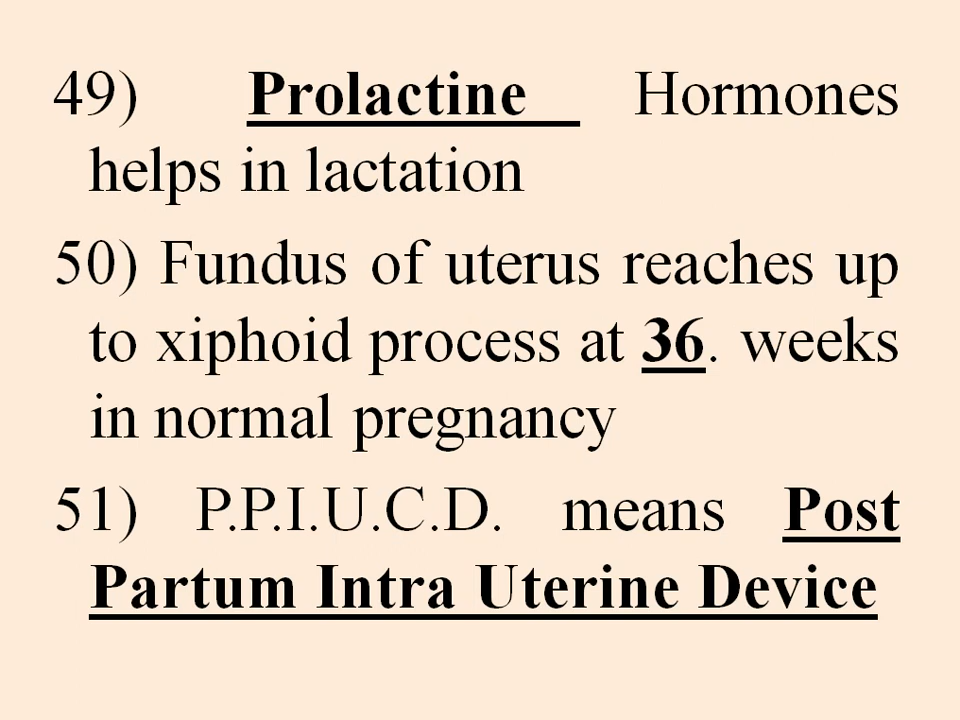 49) Prolactine Hormones
helps in lactation
50) Fundus of uterus reaches up
to xiphoid process at 36. weeks
in normal pregnancy
51) P.P.I.U.C.D. means Post
Partum Intra Uterine Device